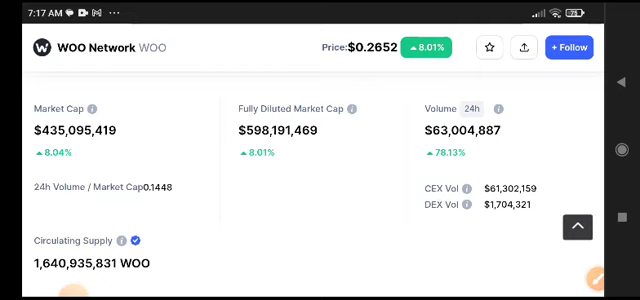 7:17 AM ...
71
WOO Network WOO Price:$0.2652 8.01% + Follow
Market Cap Fully Diluted Market Cap Volume 24h
$435,095,419 $598,191,469 $63,004,887
8.04% 8.01% 78.13%
24h Volume / Market Cap0.1448 CEX Vol $61,302,159
DEX Vol $1,704,321
Circulating Supply
1,640,935,831 WOO